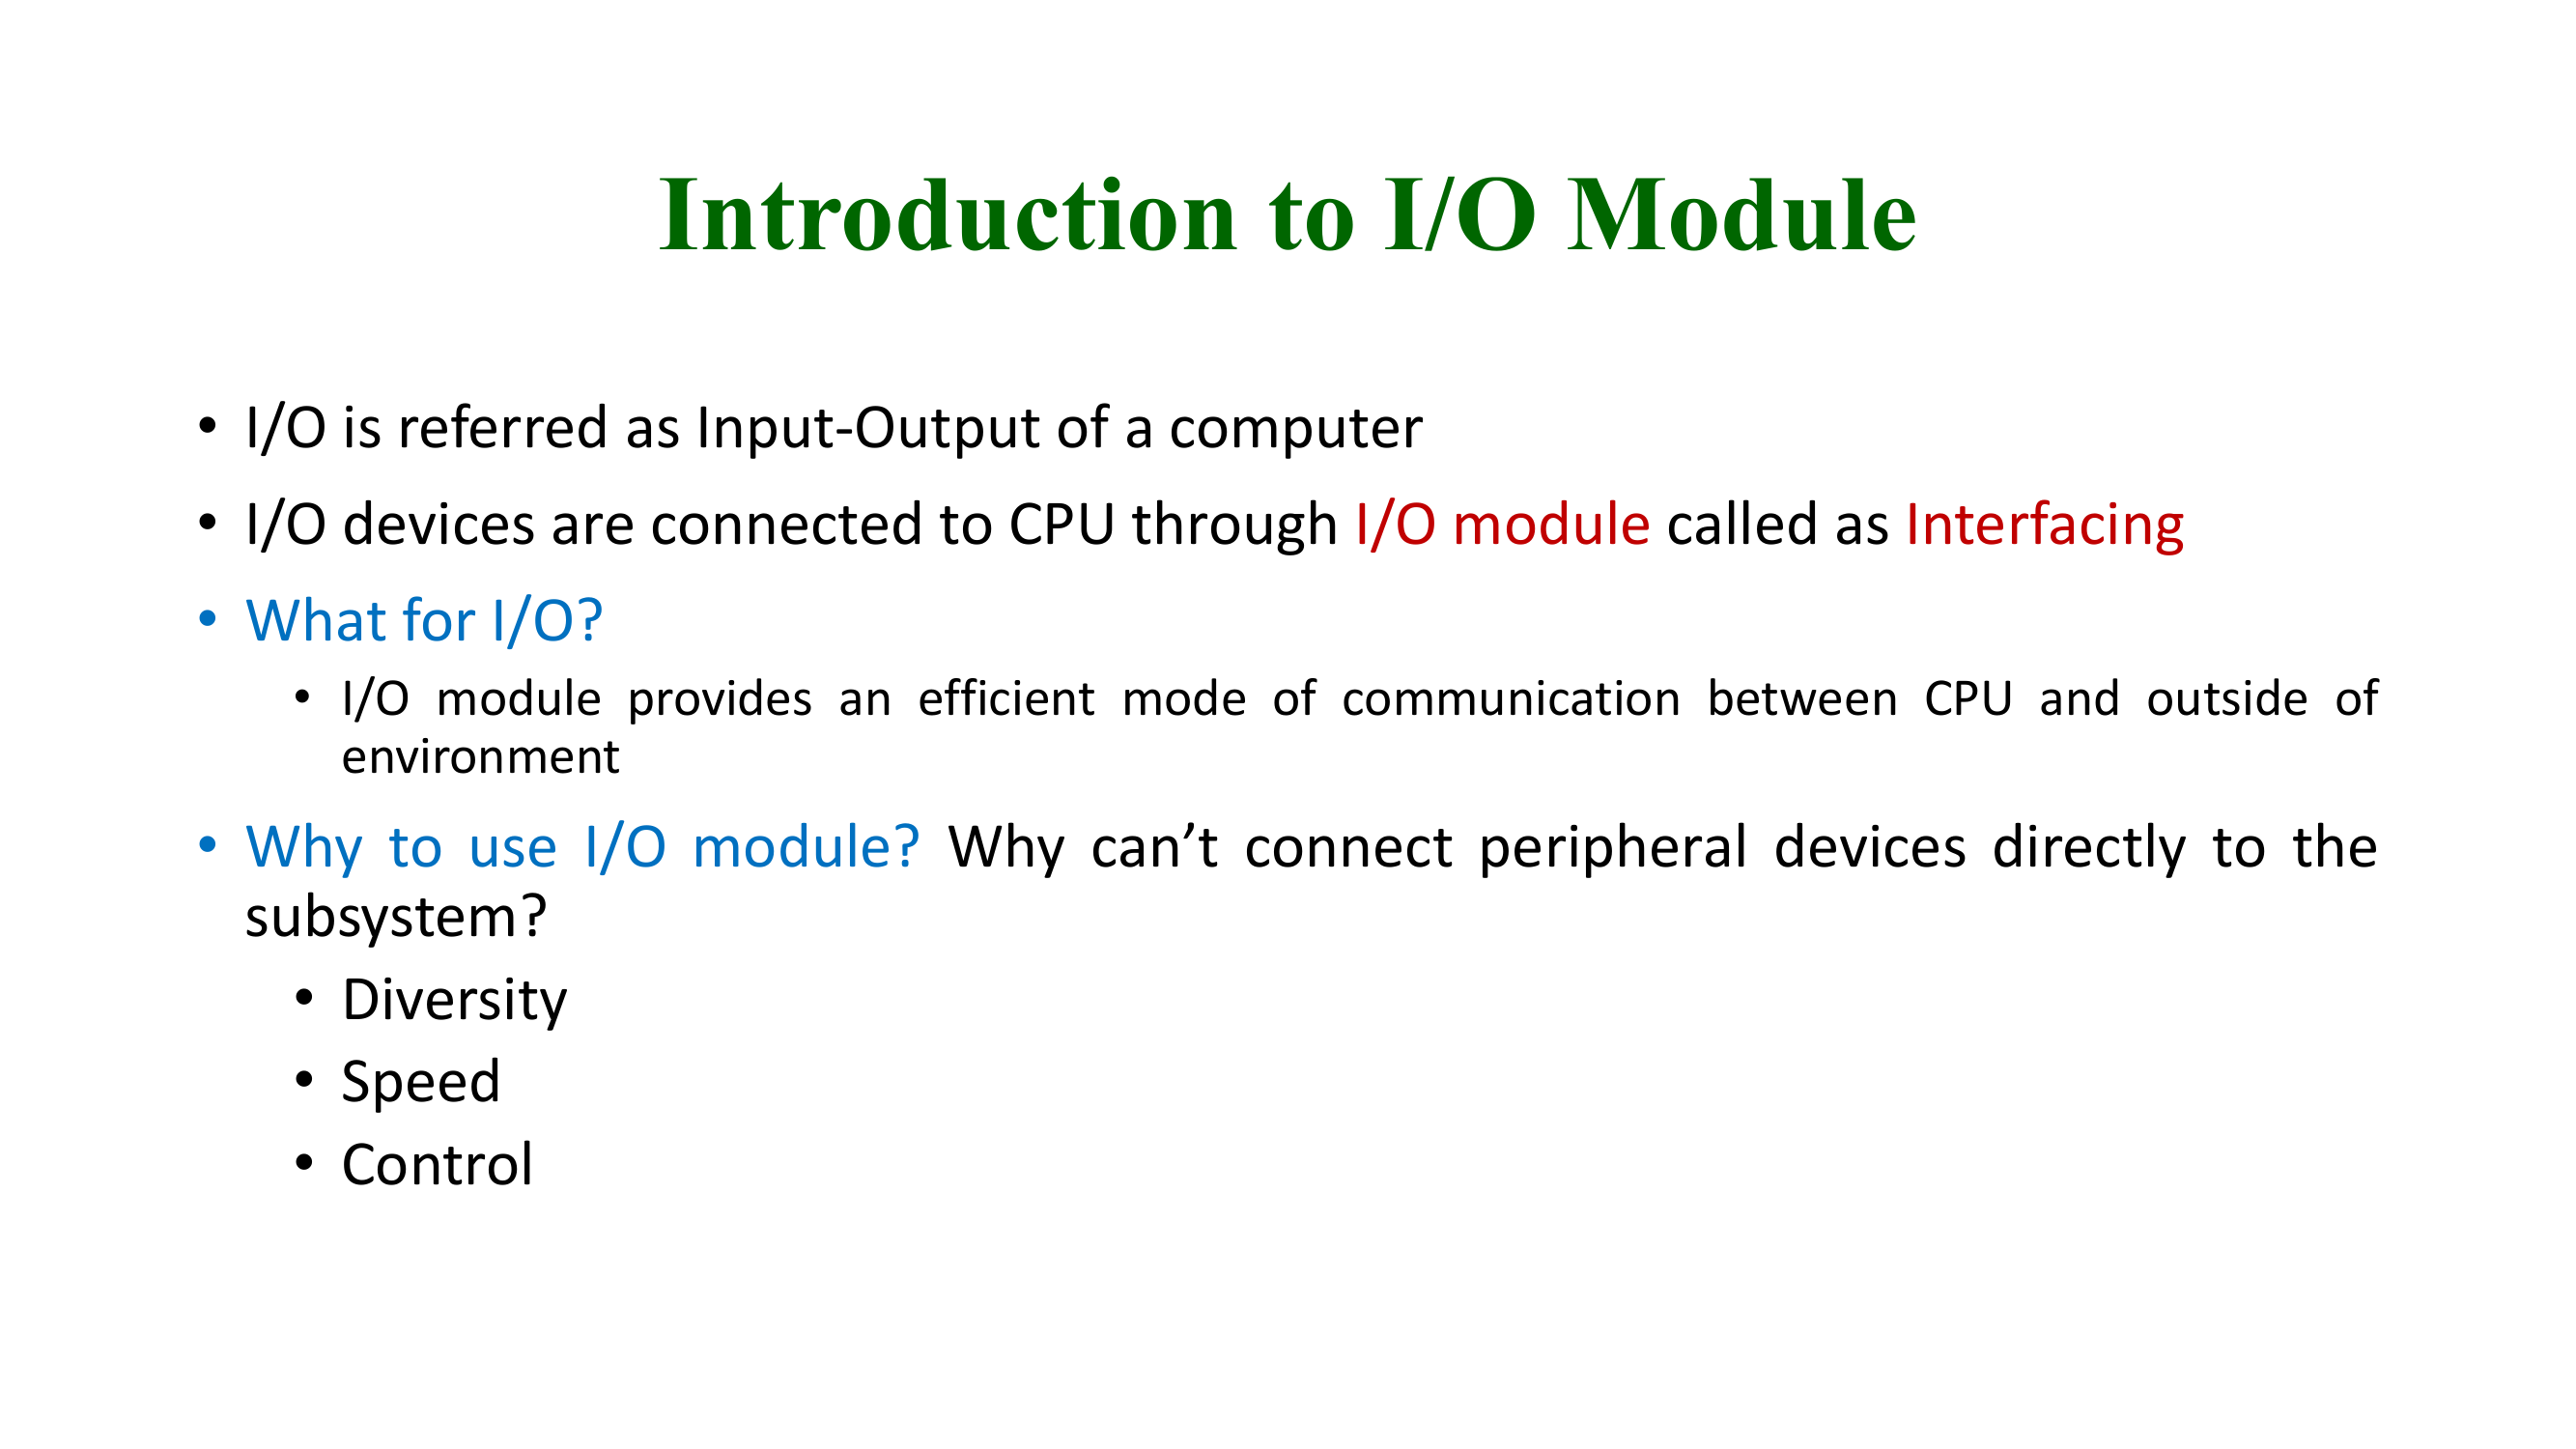 Introduction to I/O Module
• I/O is referred as Input-Output of a computer
• I/O devices are connected to CPU through I/O module called as Interfacing
• What for I/O?
• I/O module provides an efficient mode of communication between CPU and outside of
environment
• Why to use I/O module? Why can’t connect peripheral devices directly to the
subsystem?
• Diversity
• Speed
• Control